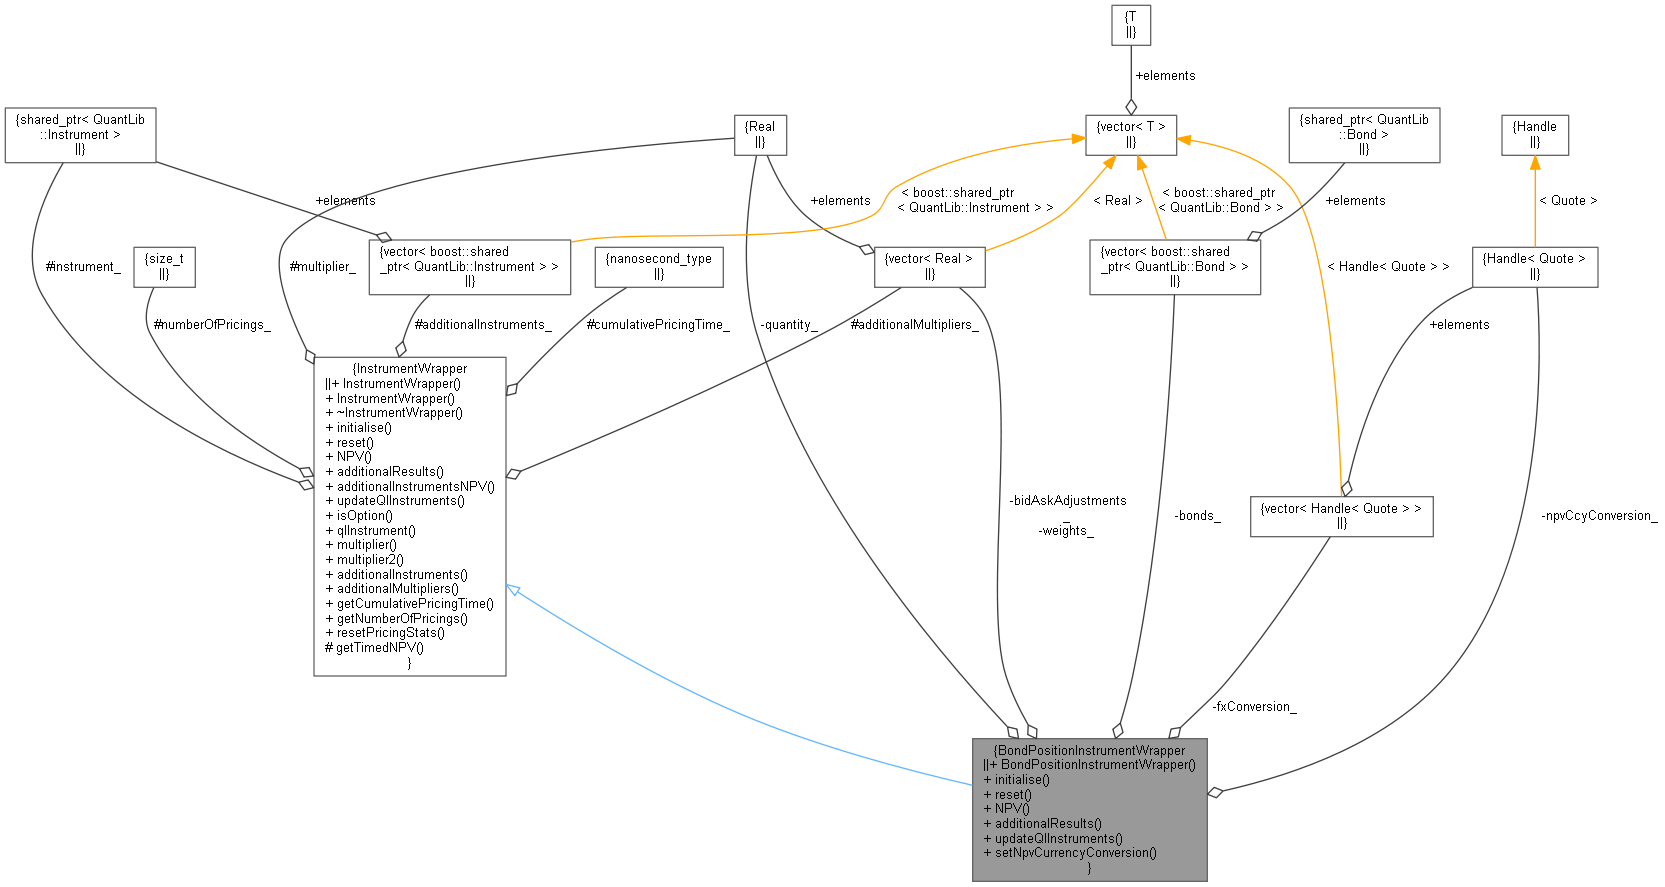 {T
||}
+elements
{shared_ptr< QuantLib
::Instrument >
||}
{Real
||}
{vector< T >
||}
{shared_ptr< QuantLib
::Bond >
||}
{Handle
||}
+elements
+elements
< boost::shared_ptr
< QuantLib::Instrument > >
< Real >
< boost::shared_ptr
< QuantLib::Bond > >
+elements
< Quote >
#instrument_
{size_t
||}
#multiplier_
{vector< boost::shared
_ptr< QuantLib::Instrument > >
||}
{nanosecond_type
||}
{vector< Real >
||}
{vector< boost::shared
_ptr< QuantLib::Bond > >
||}
< Handle< Quote > >
{Handle< Quote >
||}
#numberOfPricings_
#additionalInstruments_
#cumulativePricingTime_
-quantity_
#additionalMultipliers_
+elements
{InstrumentWrapper
||+ InstrumentWrapper()
+ InstrumentWrapper()
+ ~InstrumentWrapper()
+ initialise()
+ reset()
+ NPV()
+ additionalResults()
+ additionalInstrumentsNPV()
+ updateQlInstruments()
+ isOption()
+ qlInstrument()
+ multiplier()
+ multiplier2()
+ additionalInstruments()
+ additionalMultipliers()
+ getCumulativePricingTime()
+ getNumberOfPricings()
+ resetPricingStats()
# getTimedNPV()
}
-bidAskAdjustments
_
-weights_
-bonds_
{vector< Handle< Quote > >
||}
-npvCcyConversion_
-fxConversion_
{BondPositionInstrumentWrapper
||+ BondPositionInstrumentWrapper()
+ initialise()
+ reset()
+ NPV()
+ additionalResults()
+ updateQlInstruments()
+ setNpvCurrencyConversion()
}